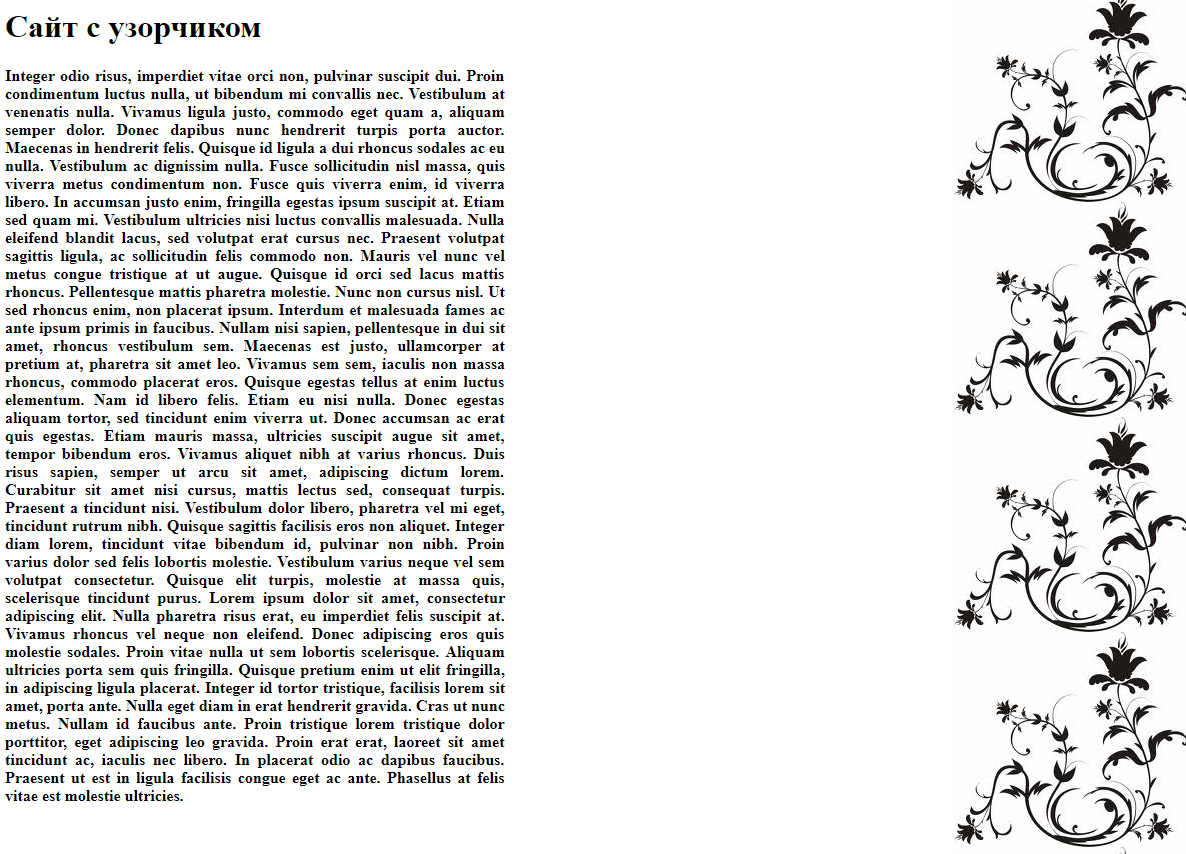 Сайт с узорчиком
Integer odio risus, imperdiet vitae orci non, pulvinar suscipit dui. Proin
condimentum luctus nulla, ut bibendum mi convallis nec. Vestibulum at
venenatis nulla. Vivamus ligula justo, commodo eget quam a, aliquam
semper dolor. Donec dapibus nunc hendrerit turpis porta auctor.
Maecenas in hendrerit felis. Quisque id ligula a dui rhoncus sodales ac eu
nulla. Vestibulum ac dignissim nulla. Fusce sollicitudin nisl massa, quis
viverra metus condimentum non. Fusce quis viverra enim, id viverra
libero. In accumsan justo enim, fringilla egestas ipsum suscipit at. Etiam
sed quam mi. Vestibulum ultricies nisi luctus convallis malesuada. Nulla
eleifend blandit lacus, sed volutpat erat cursus nec. Praesent volutpat
sagittis ligula, ac sollicitudin felis commodo non. Mauris vel nunc vel
metus congue tristique at ut augue. Quisque id orci sed lacus mattis
rhoncus. Pellentesque mattis pharetra molestie. Nunc non cursus nisl. Ut
sed rhoncus enim, non placerat ipsum. Interdum et malesuada fames ac
ante ipsum primis in faucibus. Nullam nisi sapien, pellentesque in dui sit
amet, rhoncus vestibulum sem. Maecenas est justo, ullamcorper at
pretium at, pharetra sit amet leo. Vivamus sem sem, iaculis non massa
rhoncus, commodo placerat eros. Quisque egestas tellus at enim luctus
elementum. Nam id libero felis. Etiam eu nisi nulla. Donec egestas
aliquam tortor, sed tincidunt enim viverra ut. Donec accumsan ac erat
quis egestas. Etiam mauris massa, ultricies suscipit augue sit amet,
tempor bibendum eros. Vivamus aliquet nibh at varius rhoncus. Duis
risus sapien, semper ut arcu sit amet, adipiscing dictum lorem.
Curabitur sit amet nisi cursus, mattis lectus sed, consequat turpis.
Praesent a tincidunt nisi. Vestibulum dolor libero, pharetra vel mi eget,
tincidunt rutrum nibh. Quisque sagittis facilisis eros non aliquet. Integer
diam lorem, tincidunt vitae bibendum id, pulvinar non nibh. Proin
varius dolor sed felis lobortis molestie. Vestibulum varius neque vel sem
volutpat consectetur. Quisque elit turpis, molestie at massa quis,
scelerisque tincidunt purus. Lorem ipsum dolor sit amet, consectetur
adipiscing elit. Nulla pharetra risus erat, eu imperdiet felis suscipit at.
Vivamus rhoncus vel neque non eleifend. Donec adipiscing eros quis
molestie sodales. Proin vitae nulla ut sem lobortis scelerisque. Aliquam
ultricies porta sem quis fringilla. Quisque pretium enim ut elit fringilla,
in adipiscing ligula placerat. Integer id tortor tristique, facilisis lorem sit
amet, porta ante. Nulla eget diam in erat hendrerit gravida. Cras ut nunc
metus. Nullam id faucibus ante. Proin tristique lorem tristique dolor
porttitor, eget adipiscing leo gravida. Proin erat erat, laoreet sit amet
tincidunt ac, iaculis nec libero. In placerat odio ac dapibus faucibus.
Praesent ut est in ligula facilisis congue eget ac ante. Phasellus at felis
vitae est molestie ultricies.